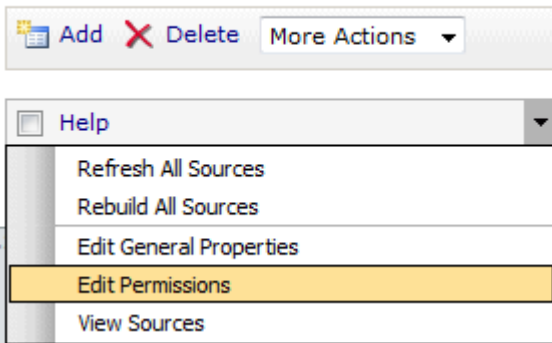 Add Delete More Actions
Help
Refresh All Sources
Rebuild All Sources
Edit General Properties
Edit Permissions
View Sources